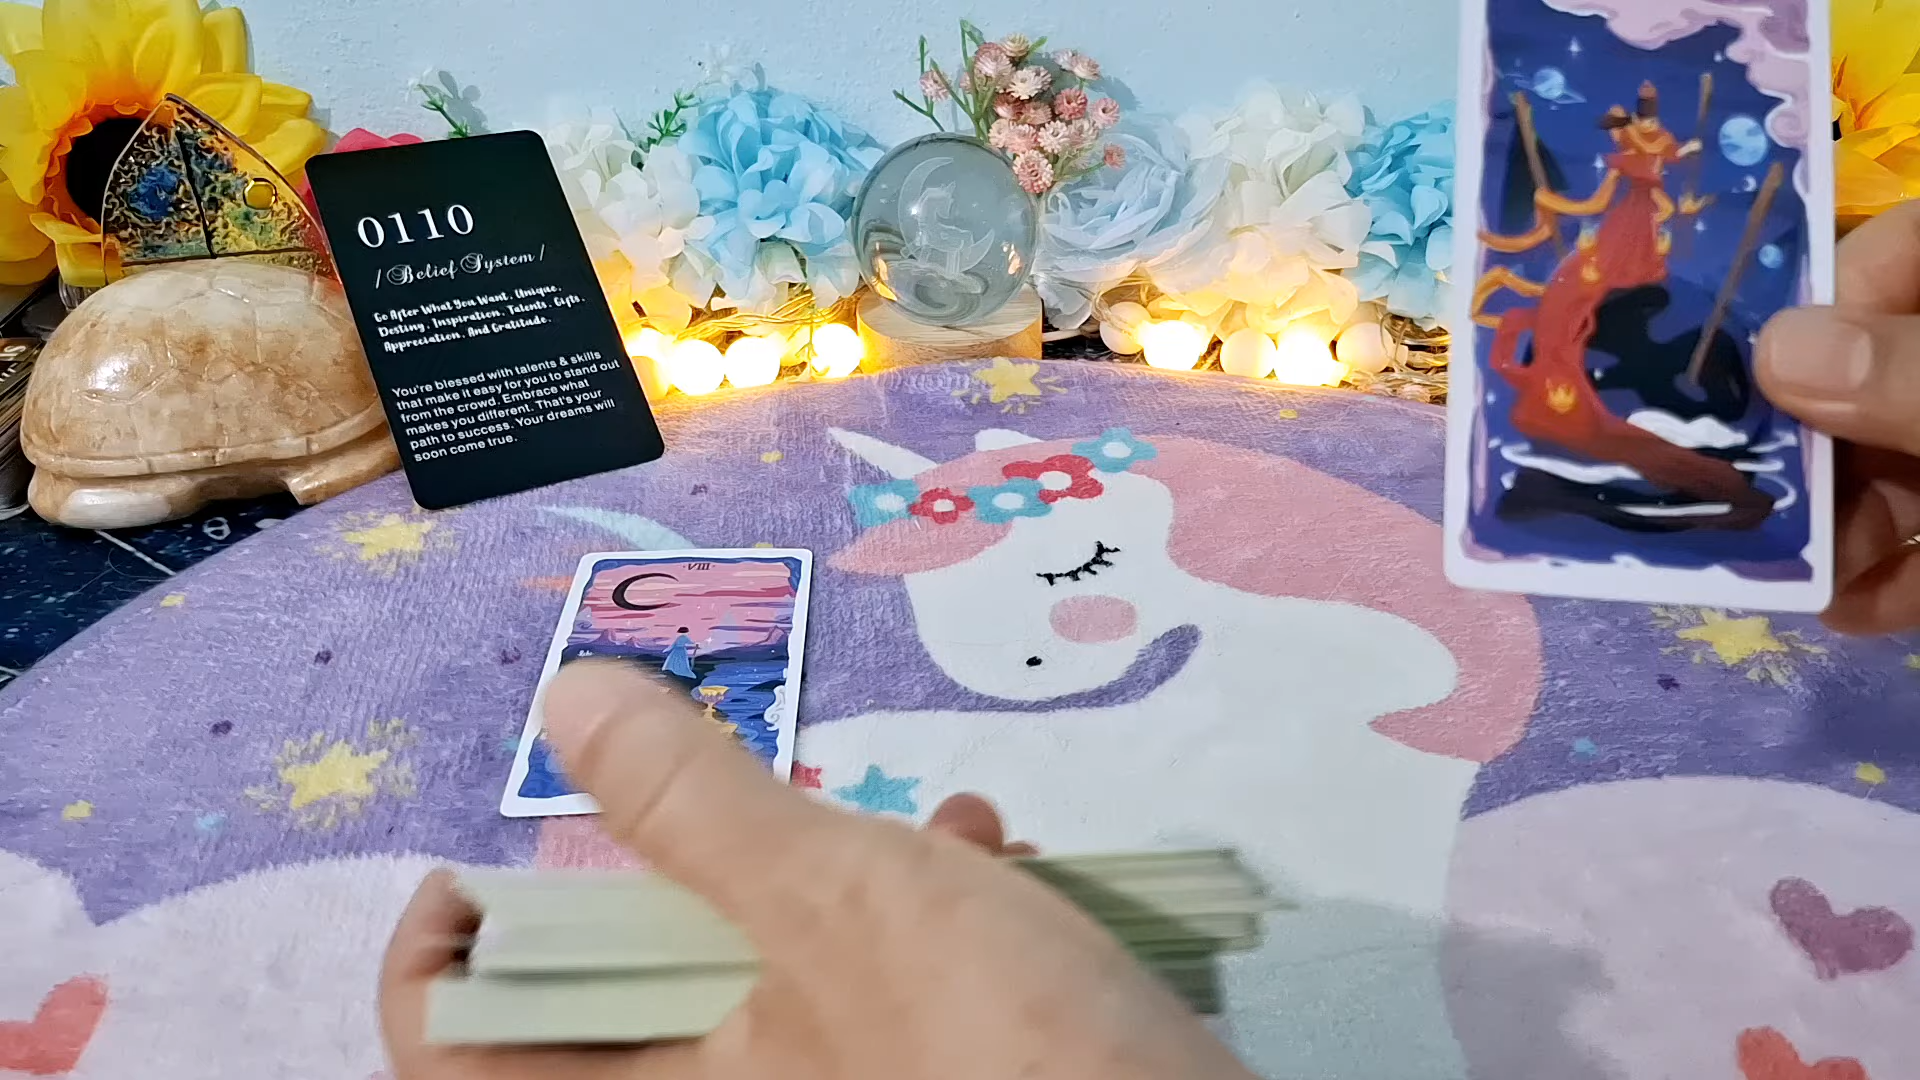 0110
/ Belief System /
Go After What You Want. Unique.
Destiny. Inspiration. Talents. Gifts.
Appreciation. And Gratitude.
You're blessed with talents & skills
that make it easy for you to stand out
from the crowd. Embrace what
makes you different. That's your
path to success. Your dreams will
soon come true.
·VIII·